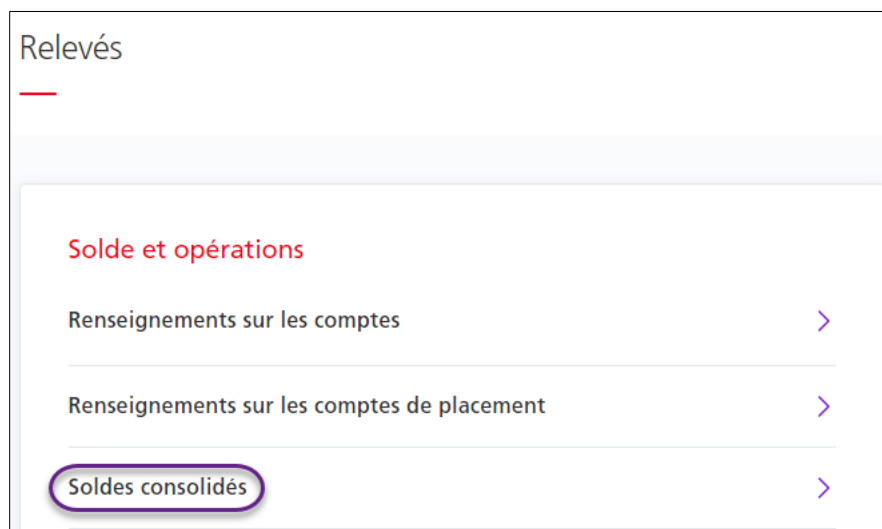 Relevés
Solde et opérations
Renseignements sur les comptes
Renseignements sur les comptes de placement
Soldes consolidés